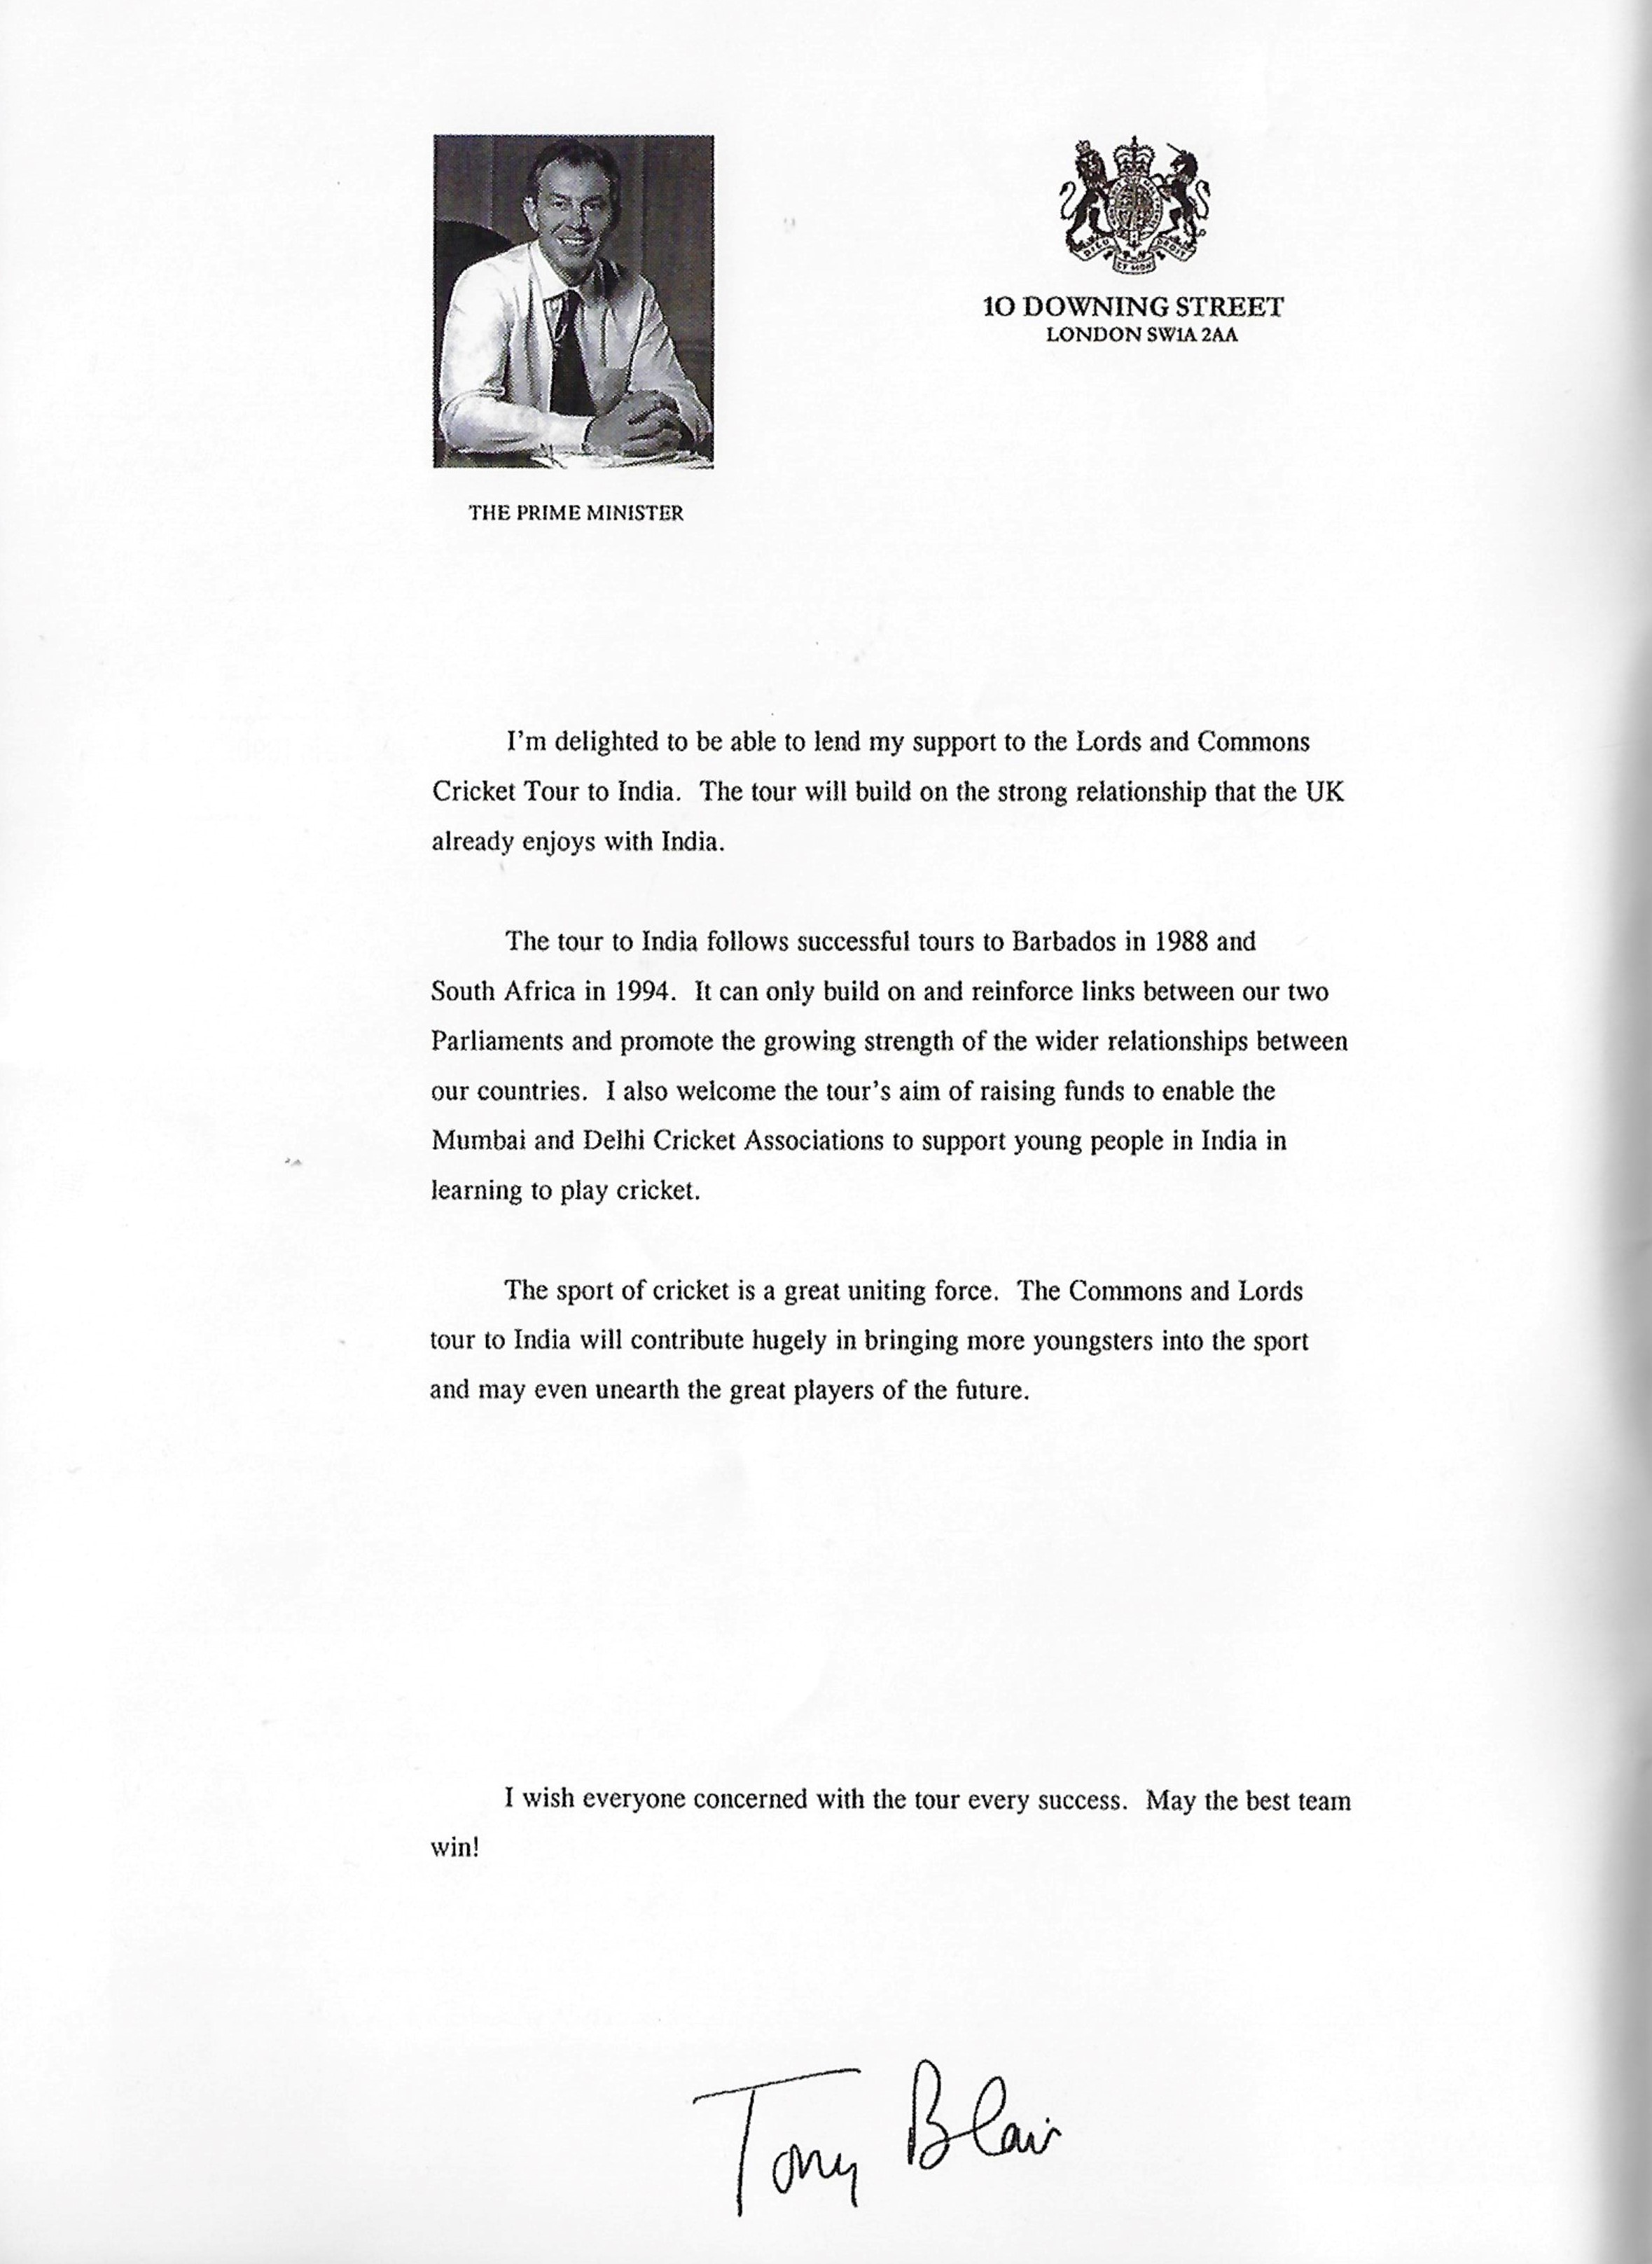 DIEU ET MON DROIT
10 DOWNING STREET
LONDON SW1A 2AA
THE PRIME MINISTER
I'm delighted to be able to lend my support to the Lords and Commons
Cricket Tour to India. The tour will build on the strong relationship that the UK
already enjoys with India.
The tour to India follows successful tours to Barbados in 1988 and
South Africa in 1994. It can only build on and reinforce links between our two
Parliaments and promote the growing strength of the wider relationships between
our countries. I also welcome the tour's aim of raising funds to enable the
Mumbai and Delhi Cricket Associations to support young people in India in
learning to play cricket.
The sport of cricket is a great uniting force. The Commons and Lords
tour to India will contribute hugely in bringing more youngsters into the sport
and may even unearth the great players of the future.
I wish everyone concerned with the tour every success. May the best team
win!
Tony Blair